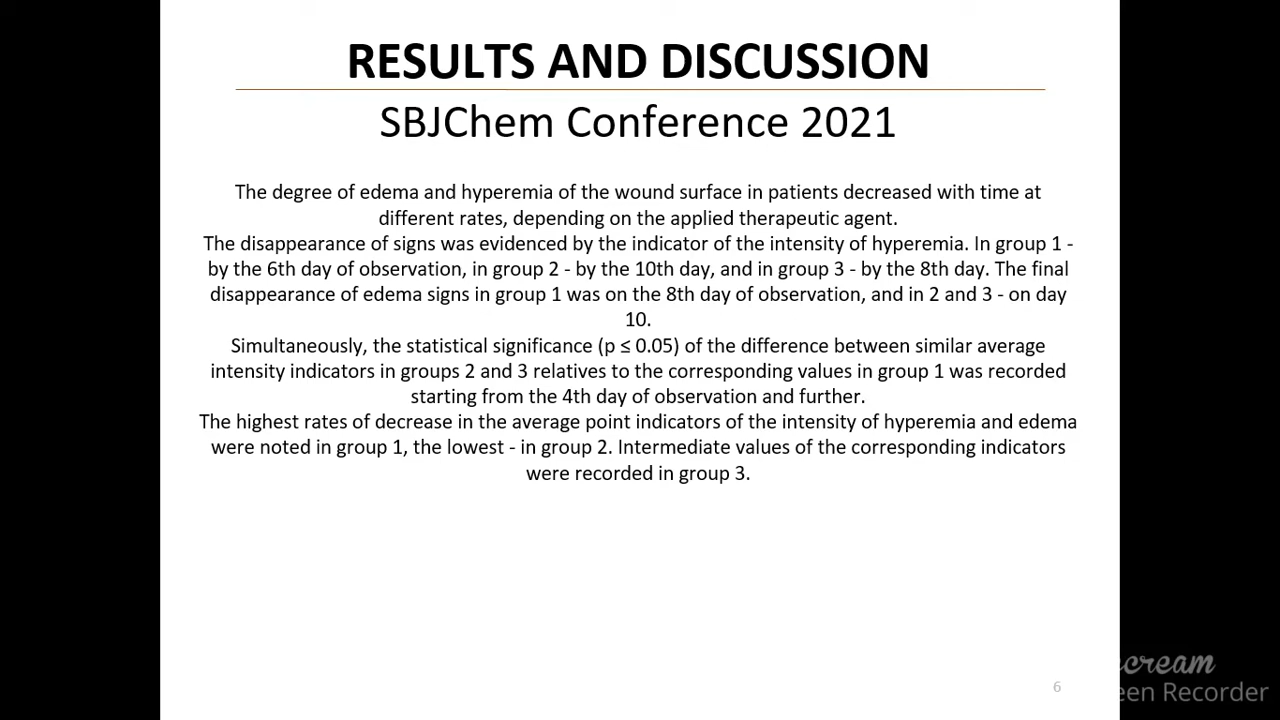 RESULTS AND DISCUSSION
SBJChem Conference 2021
The degree of edema and hyperemia of the wound surface in patients decreased with time at
different rates, depending on the applied therapeutic agent.
The disappearance of signs was evidenced by the indicator of the intensity of hyperemia. In group 1 -
by the 6th day of observation, in group 2 - by the 10th day, and in group 3 - by the 8th day. The final
disappearance of edema signs in group 1 was on the 8th day of observation, and in 2 and 3 - on day
10.
Simultaneously, the statistical significance (p ≤ 0.05) of the difference between similar average
intensity indicators in groups 2 and 3 relatives to the corresponding values in group 1 was recorded
starting from the 4th day of observation and further.
The highest rates of decrease in the average point indicators of the intensity of hyperemia and edema
were noted in group 1, the lowest - in group 2. Intermediate values of the corresponding indicators
were recorded in group 3.
6
cream
een Recorder